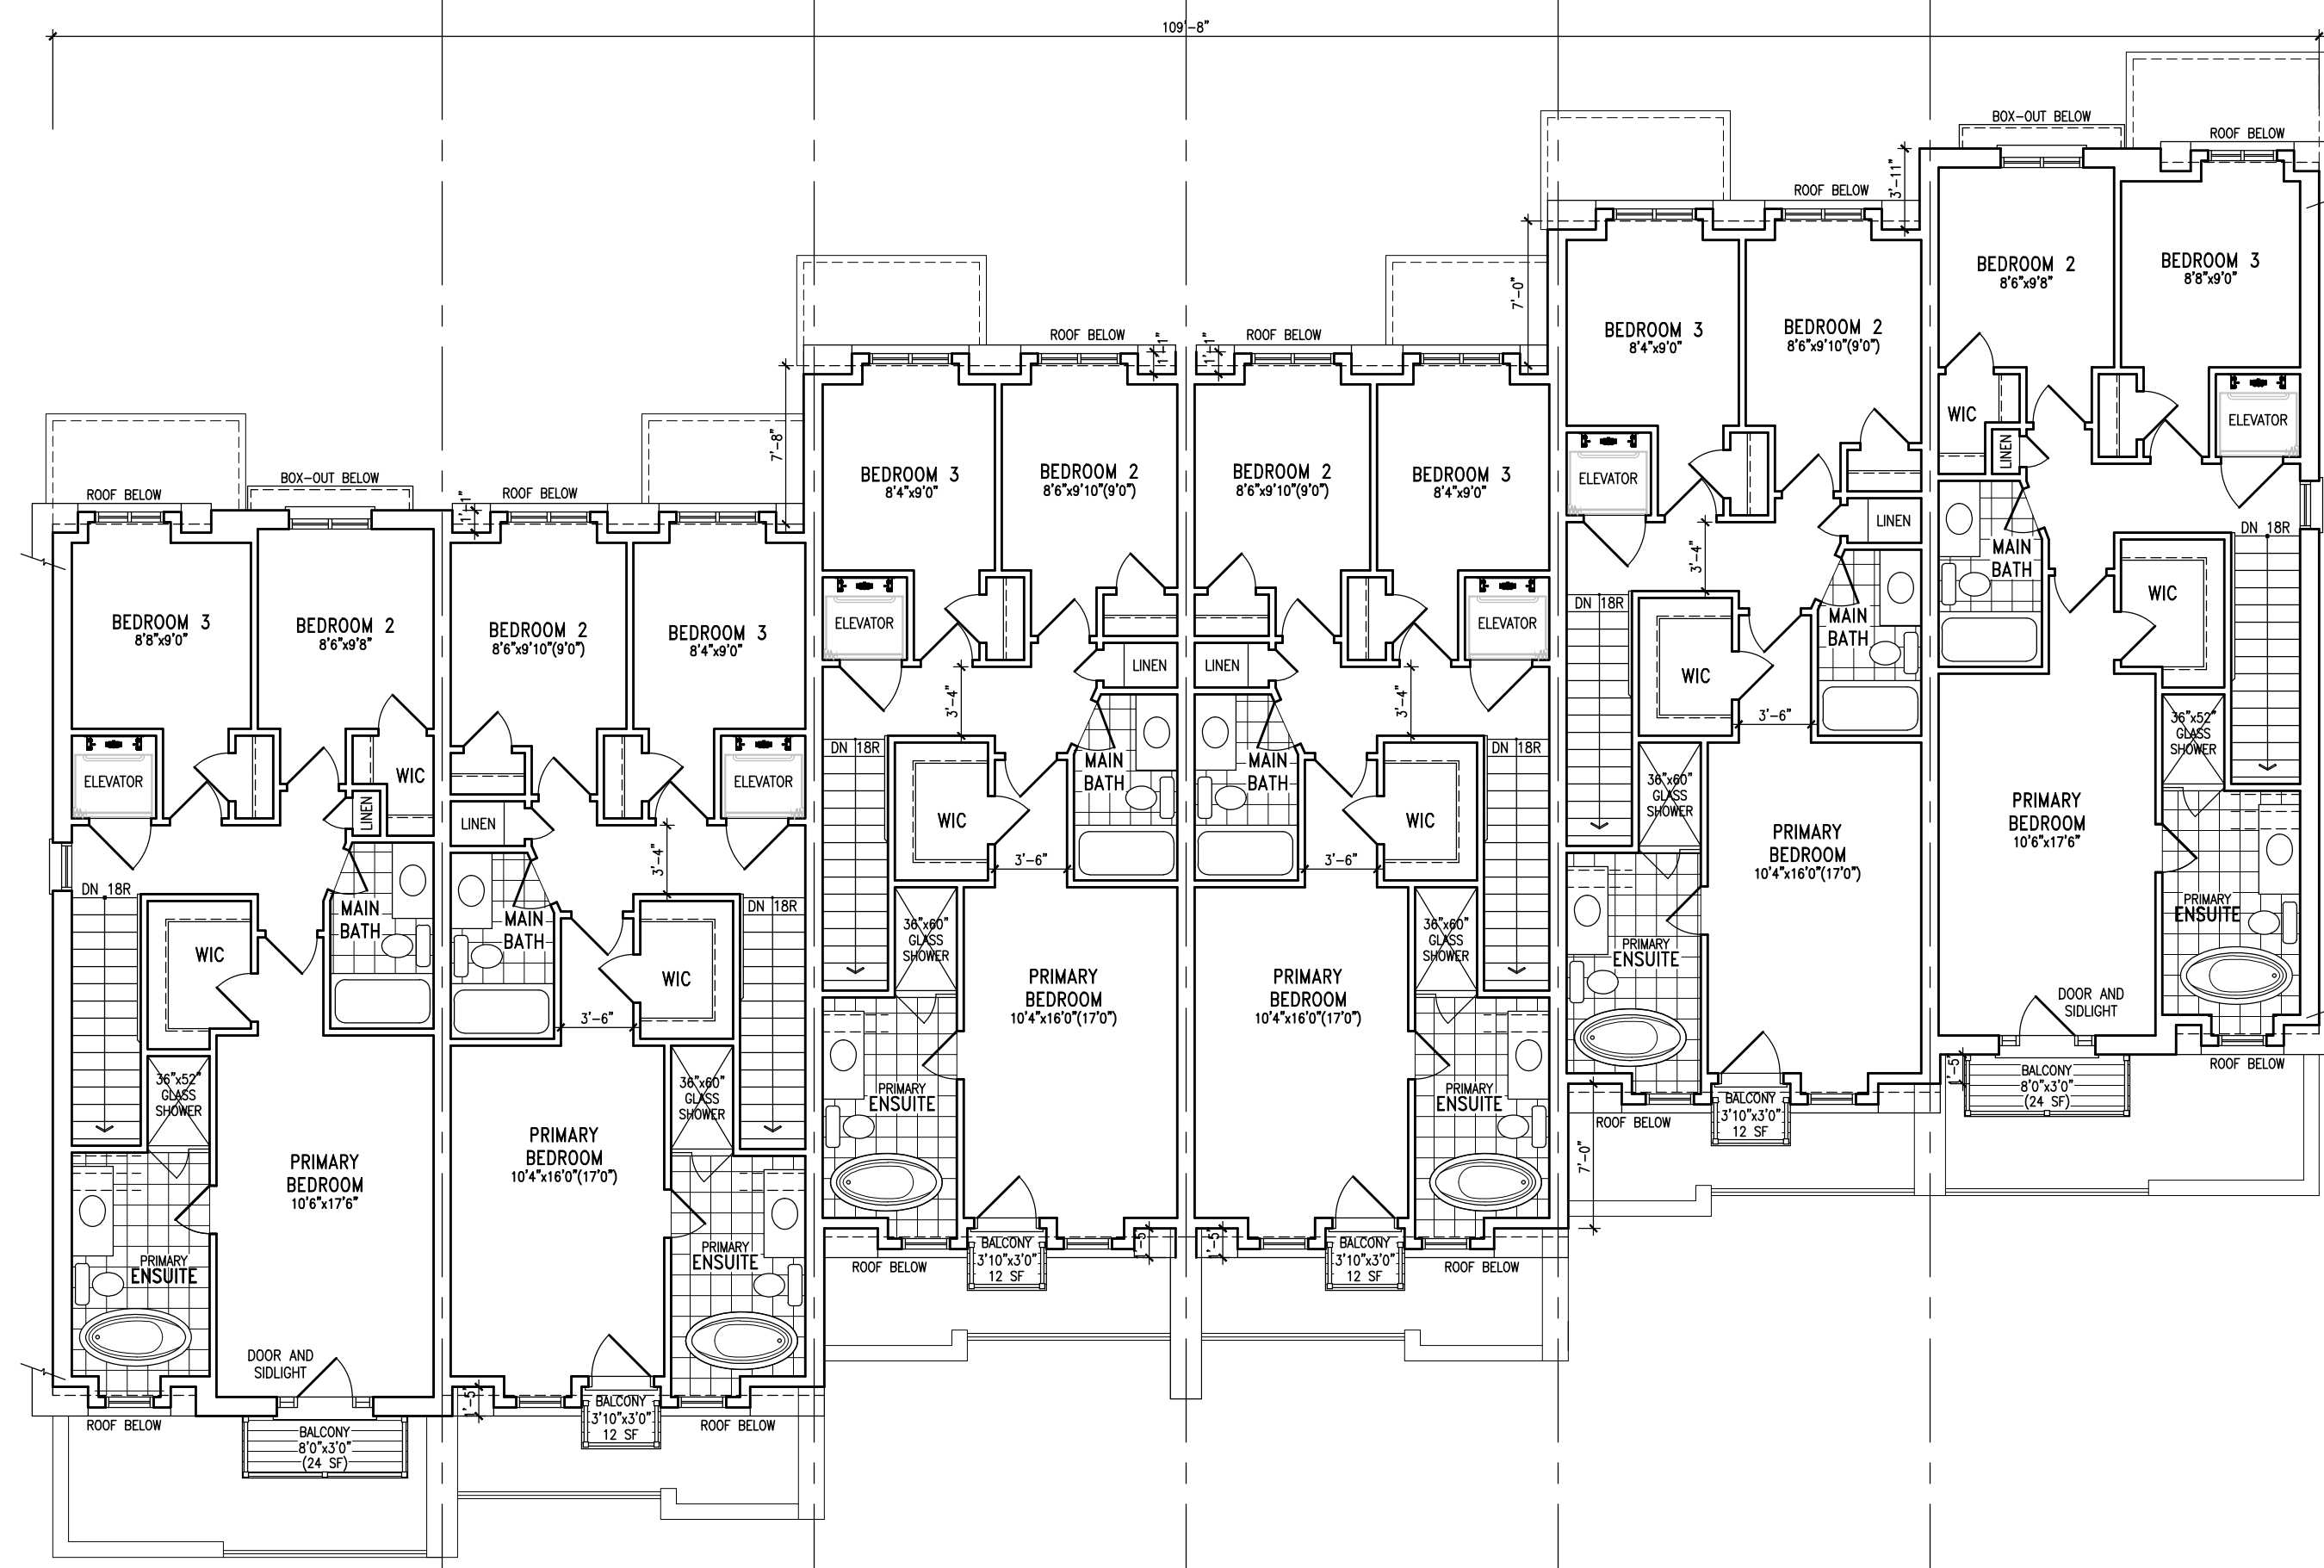 109'-8"
BOX-OUT BELOW
ROOF BELOW
3'-11"
ROOF BELOW
BEDROOM 2
8'6"x9'8"
BEDROOM 3
8'8"x9'0"
7'-0"
BEDROOM 3
8'4"x9'0"
BEDROOM 2
8'6"x9'10"(9'0")
WIC
LINEN
ELEVATOR
ELEVATOR
LINEN
DN 18R
MAIN
BATH
3'-4"
DN 18R
MAIN
BATH
WIC
WIC
3'-6"
36"x52"
GLASS
SHOWER
36"x60"
GLASS
SHOWER
PRIMARY
BEDROOM
10'4"x16'0"(17'0")
PRIMARY
BEDROOM
10'6"x17'6"
PRIMARY
ENSUITE
PRIMARY
ENSUITE
DOOR AND
SIDLIGHT
1'-5"
BALCONY
8'0"x3'0"
(24 SF)
ROOF BELOW
BALCONY
3'10"x3'0"
12 SF
ROOF BELOW
7'-0"
ROOF BELOW
1'-1"
1'-1"
ROOF BELOW
7'-8"
BEDROOM 3
8'4"x9'0"
BEDROOM 2
8'6"x9'10"(9'0")
BEDROOM 2
8'6"x9'10"(9'0")
BEDROOM 3
8'4"x9'0"
ELEVATOR
LINEN
LINEN
ELEVATOR
3'-4"
3'-4"
DN 18R
MAIN
BATH
MAIN
BATH
DN 18R
WIC
WIC
3'-6"
3'-6"
36"x60"
GLASS
SHOWER
36"x60"
GLASS
SHOWER
PRIMARY
BEDROOM
10'4"x16'0"(17'0")
PRIMARY
BEDROOM
10'4"x16'0"(17'0")
PRIMARY
ENSUITE
PRIMARY
ENSUITE
ROOF BELOW
BALCONY
3'10"x3'0"
12 SF
1'-5"
1'-5"
BALCONY
3'10"x3'0"
12 SF
ROOF BELOW
ROOF BELOW
BOX-OUT BELOW
1'-1"
ROOF BELOW
BEDROOM 3
8'8"x9'0"
BEDROOM 2
8'6"x9'8"
BEDROOM 2
8'6"x9'10"(9'0")
BEDROOM 3
8'4"x9'0"
ELEVATOR
WIC
LINEN
LINEN
ELEVATOR
3'-4"
DN 18R
MAIN
BATH
MAIN
BATH
DN 18R
WIC
WIC
3'-6"
36"x52"
GLASS
SHOWER
36"x60"
GLASS
SHOWER
PRIMARY
BEDROOM
10'6"x17'6"
PRIMARY
BEDROOM
10'4"x16'0"(17'0")
PRIMARY
ENSUITE
PRIMARY
ENSUITE
DOOR AND
SIDLIGHT
ROOF BELOW
BALCONY
8'0"x3'0"
(24 SF)
1'-5"
BALCONY
3'10"x3'0"
12 SF
ROOF BELOW